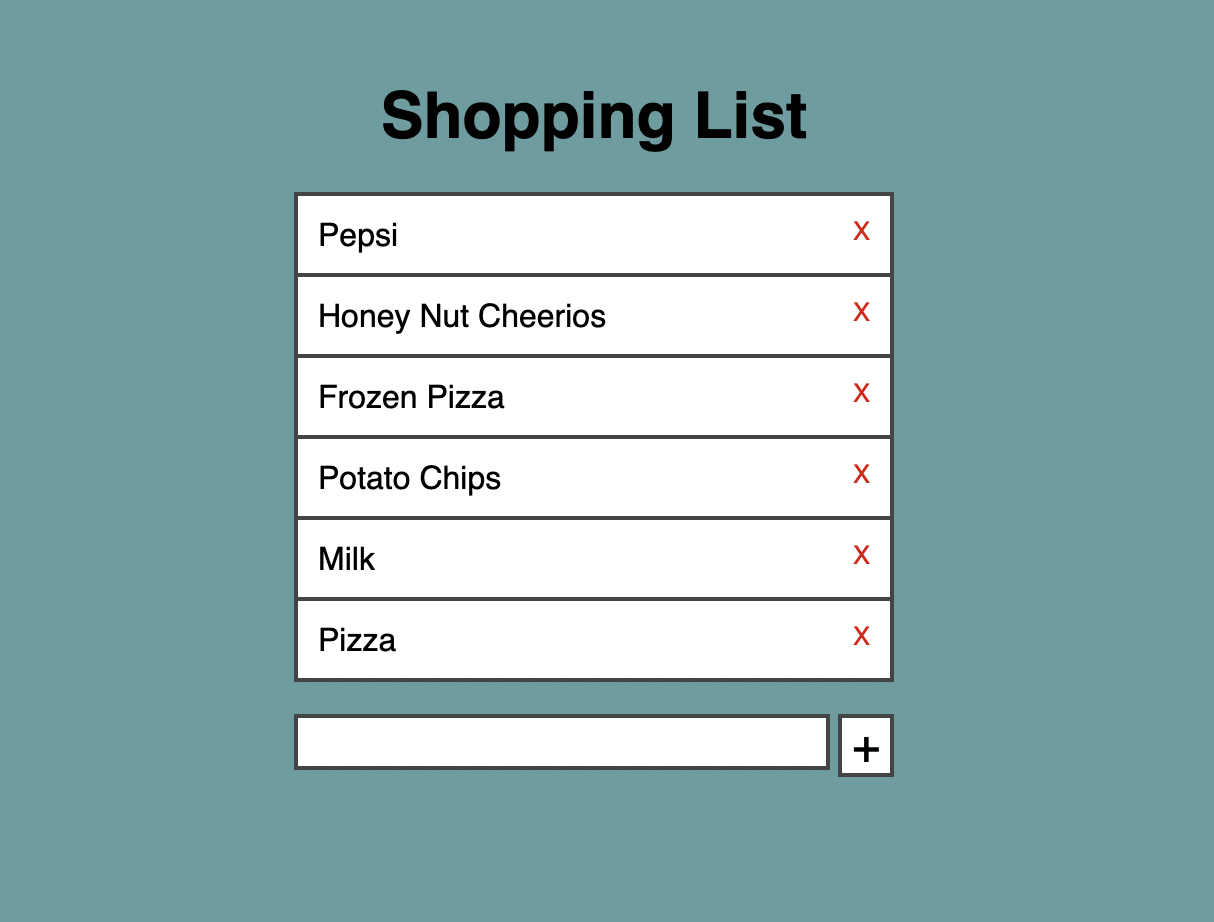 Shopping List
Pepsi x
Honey Nut Cheerios x
Frozen Pizza x
Potato Chips x
Milk x
Pizza x
+